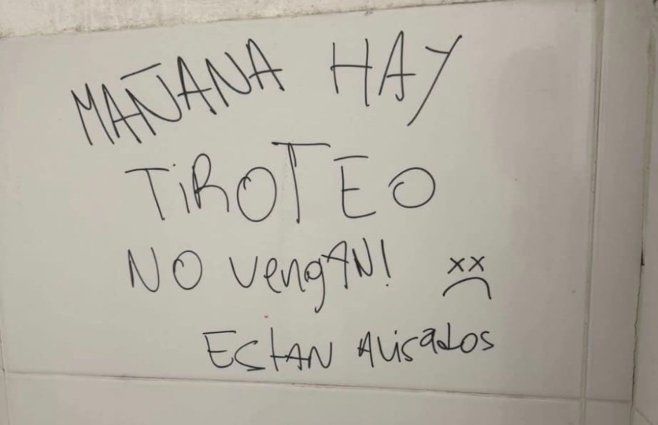 MAÑANA HAY
TiROTEO
NO VengAN!
EStAN AVisados